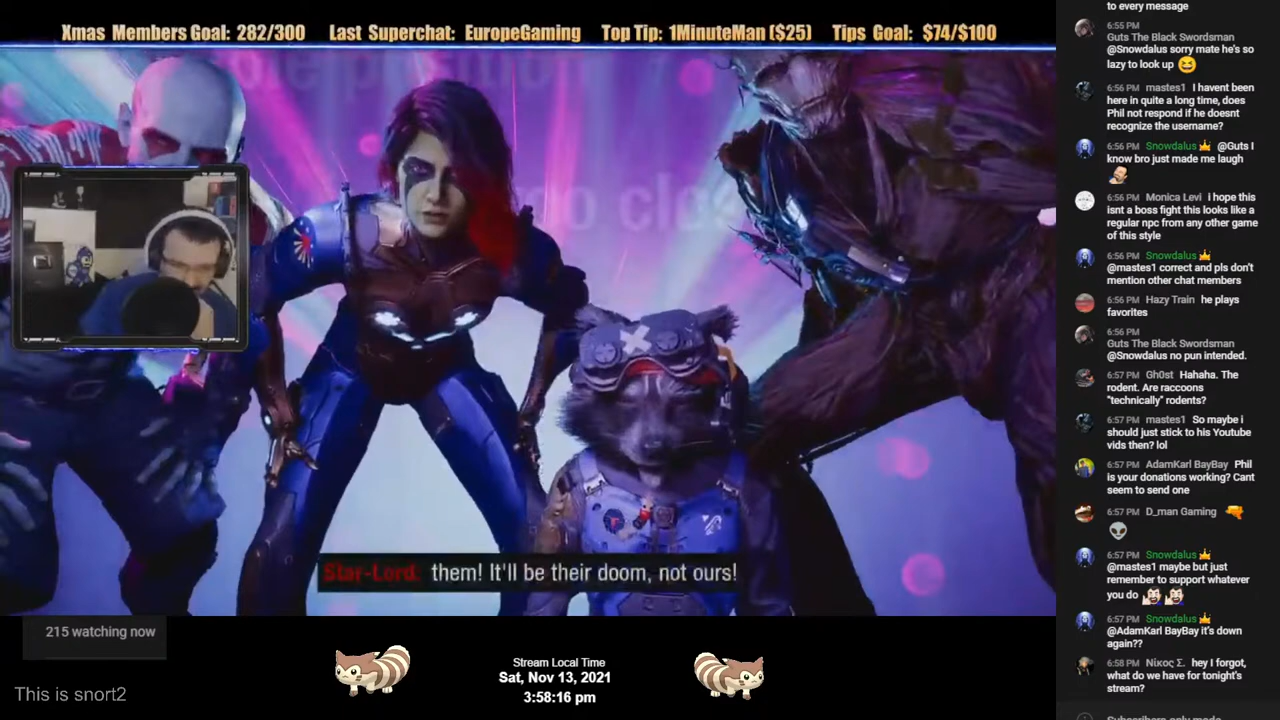 Xmas Members Goal: 282/300 Last Superchat: EuropeGaming Top Tip: 1MinuteMan ($25) Tips Goal: $74/$100
Star-Lord: them! It'll be their doom, not ours!
215 watching now
This is snort2
Stream Local Time
Sat, Nov 13, 2021
3:58:16 pm
to every message
6:55 PM
Guts The Black Swordsman
@Snowdalus sorry mate he's so
lazy to look up
6:56 PM mastes1 I havent been
here in quite a long time, does
Phil not respond if he doesnt
recognize the username?
6:56 PM Snowdalus @Guts I
know bro just made me laugh
6:56 PM Monica Levi i hope this
isnt a boss fight this looks like a
regular npc from any other game
of this style
6:56 PM Snowdalus
@mastes1 correct and pls don't
mention other chat members
6:56 PM Hazy Train he plays
favorites
6:56 PM
Guts The Black Swordsman
@Snowdalus no pun intended.
6:57 PM Gh0st Hahaha. The
rodent. Are raccoons
"technically" rodents?
6:57 PM mastes1 So maybe i
should just stick to his Youtube
vids then? lol
6:57 PM AdamKarl BayBay Phil
is your donations working? Cant
seem to send one
6:57 PM D_man Gaming
6:57 PM Snowdalus
@mastes1 maybe but just
remember to support whatever
you do
6:57 PM Snowdalus
@AdamKarl BayBay it's down
again??
6:58 PM Νίκος Σ. hey I forgot,
what do we have for tonight's
stream?
Subscribers-only mode